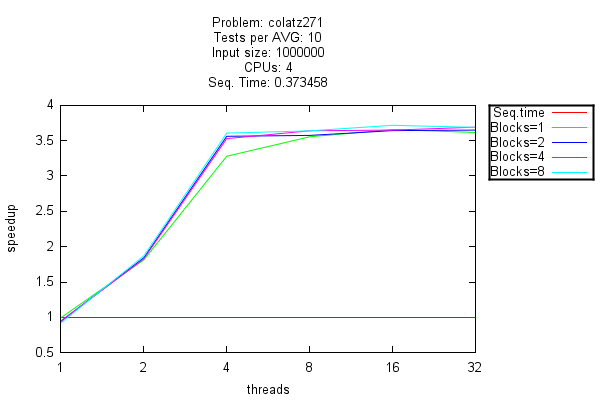 Problem: colatz271
Tests per AVG: 10
Input size: 1000000
CPUs: 4
Seq. Time: 0.373458
4
3.5
3
2.5
2
1.5
1
0.5
speedup
1 2 4 8 16 32
threads
Seq.time
Blocks=1
Blocks=2
Blocks=4
Blocks=8